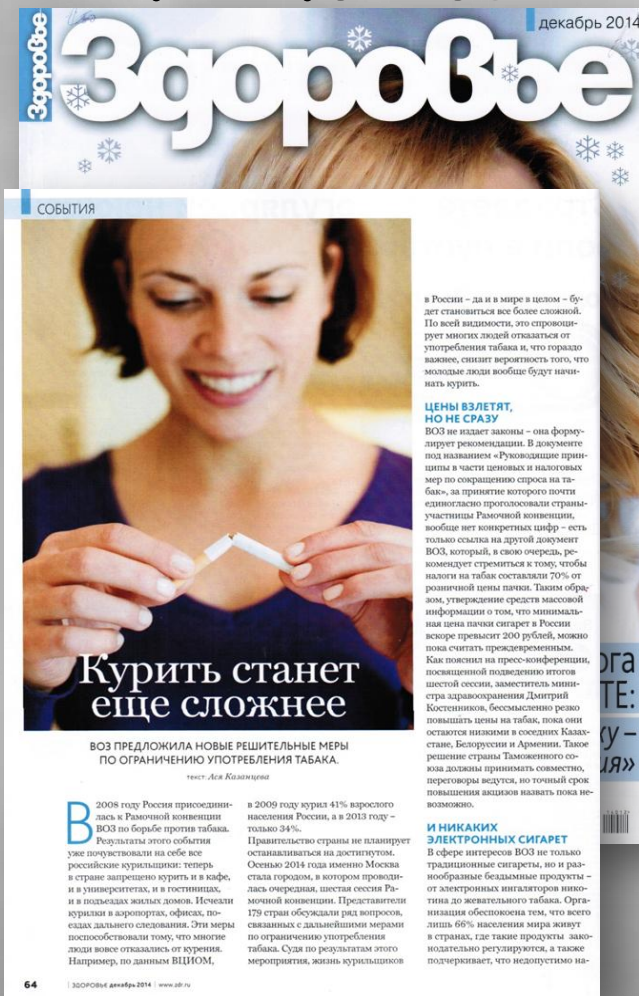 декабрь 2014
Здоровье
Здоровье
СОБЫТИЯ
Курить станет
еще сложнее
ВОЗ ПРЕДЛОЖИЛА НОВЫЕ РЕШИТЕЛЬНЫЕ МЕРЫ
ПО ОГРАНИЧЕНИЮ УПОТРЕБЛЕНИЯ ТАБАКА.
текст: Ася Казанцева
В 2008 году Россия присоедини-
лась к Рамочной конвенции
ВОЗ по борьбе против табака.
Результаты этого события
уже почувствовали на себе все
российские курильщики: теперь
в стране запрещено курить и в кафе,
и в университетах, и в гостиницах,
и в подъездах жилых домов. Исчезли
курилки в аэропортах, офисах, по-
ездах дальнего следования. Эти меры
поспособствовали тому, что многие
люди вовсе отказались от курения.
Например, по данным ВЦИОМ,
в 2009 году курил 41% взрослого
населения России, а в 2013 году –
только 34%.
Правительство страны не планирует
останавливаться на достигнутом.
Осенью 2014 года именно Москва
стала городом, в котором проводи-
лась очередная, шестая сессия Ра-
мочной конвенции. Представители
179 стран обсуждали ряд вопросов,
связанных с дальнейшими мерами
по ограничению употребления
табака. Судя по результатам этого
мероприятия, жизнь курильщиков
в России – да и в мире в целом – бу-
дет становиться все более сложной.
По всей видимости, это спровоци-
рует многих людей отказаться от
употребления табака и, что гораздо
важнее, снизит вероятность того, что
молодые люди вообще будут начи-
нать курить.
ЦЕНЫ ВЗЛЕТЯТ,
НО НЕ СРАЗУ
ВОЗ не издает законы – она форму-
лирует рекомендации. В документе
под названием «Руководящие прин-
ципы в части ценовых и налоговых
мер по сокращению спроса на та-
бак», за принятие которого почти
единогласно проголосовали страны-
участницы Рамочной конвенции,
вообще нет конкретных цифр – есть
только ссылка на другой документ
ВОЗ, который, в свою очередь, ре-
комендует стремиться к тому, чтобы
налоги на табак составляли 70% от
розничной цены пачки. Таким обра-
зом, утверждение средств массовой
информации о том, что минималь-
ная цена пачки сигарет в России
вскоре превысит 200 рублей, можно
пока считать преждевременным.
Как пояснил на пресс-конференции,
посвященной подведению итогов
шестой сессии, заместитель мини-
стра здравоохранения Дмитрий
Костенников, бессмысленно резко
повышать цены на табак, пока они
остаются низкими в соседних Казах-
стане, Белоруссии и Армении. Такое
решение страны Таможенного со-
юза должны принимать совместно,
переговоры ведутся, но точный срок
повышения акцизов назвать пока не-
возможно.
И НИКАКИХ
ЭЛЕКТРОННЫХ СИГАРЕТ
В сфере интересов ВОЗ не только
традиционные сигареты, но и раз-
нообразные бездымные продукты –
от электронных ингаляторов нико-
тина до жевательного табака. Орга-
низация обеспокоена тем, что всего
лишь 66% населения мира живут
в странах, где такие продукты зако-
нодательно регулируются, а также
подчеркивает, что недопустимо на-
64 | ЗДОРОВЬЕ декабрь 2014 | www.zdr.ru